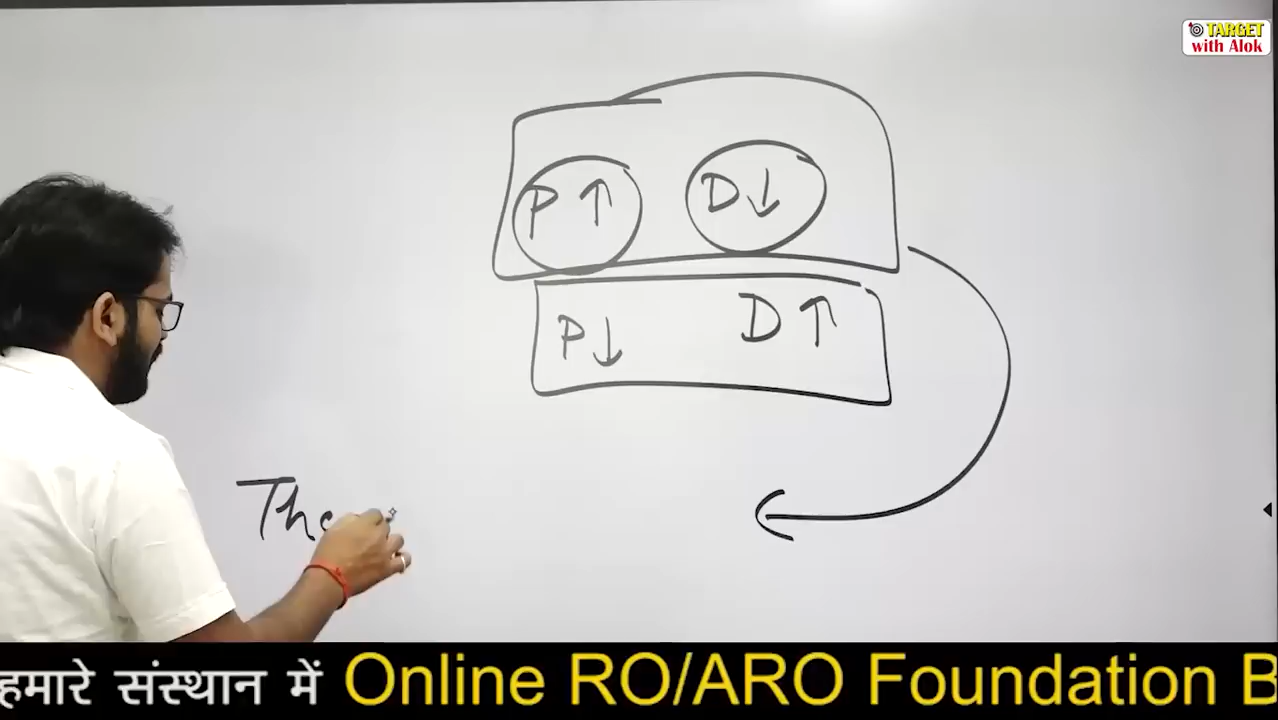 TARGET
with Alok
P ↑ D ↓
P ↓ D ↑
The
हमारे संस्थान में Online RO/ARO Foundation B